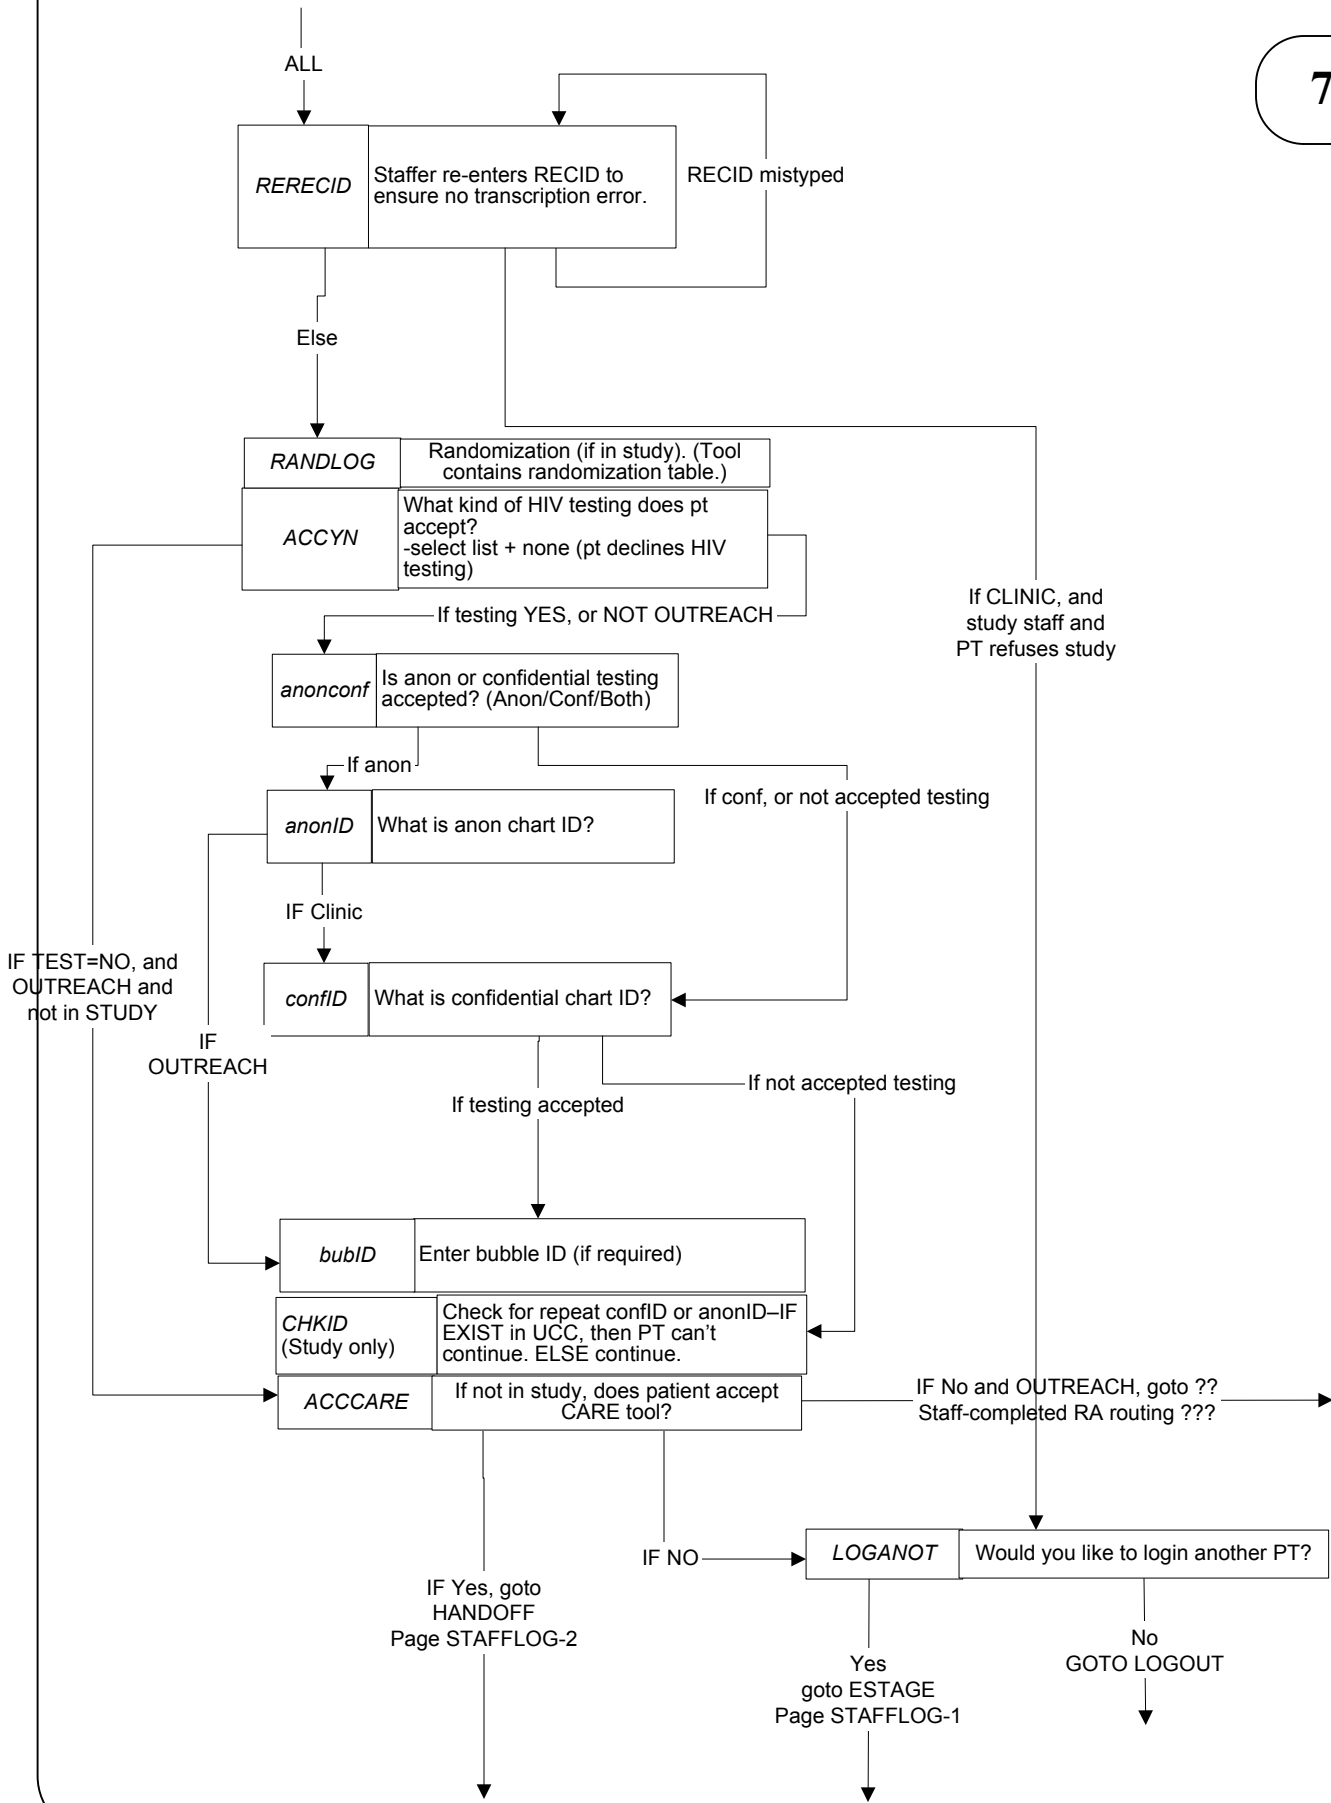 ALL
7
RERECID
Staffer re-enters RECID to
ensure no transcription error.
RECID mistyped
Else
RANDLOG
Randomization (if in study). (Tool
contains randomization table.)
ACCYN
What kind of HIV testing does pt
accept?
-select list + none (pt declines HIV
testing)
If testing YES, or NOT OUTREACH
If CLINIC, and
study staff and
PT refuses study
anonconf
Is anon or confidential testing
accepted? (Anon/Conf/Both)
If anon
If conf, or not accepted testing
anonID
What is anon chart ID?
IF Clinic
IF TEST=NO, and
OUTREACH and
not in STUDY
confID
What is confidential chart ID?
IF
OUTREACH
If not accepted testing
If testing accepted
bubID
Enter bubble ID (if required)
CHKID
(Study only)
Check for repeat confID or anonID–IF
EXIST in UCC, then PT can't
continue. ELSE continue.
ACCCARE
If not in study, does patient accept
CARE tool?
IF No and OUTREACH, goto ??
Staff-completed RA routing ???
IF NO
LOGANOT
Would you like to login another PT?
IF Yes, goto
HANDOFF
Page STAFFLOG-2
Yes
goto ESTAGE
Page STAFFLOG-1
No
GOTO LOGOUT